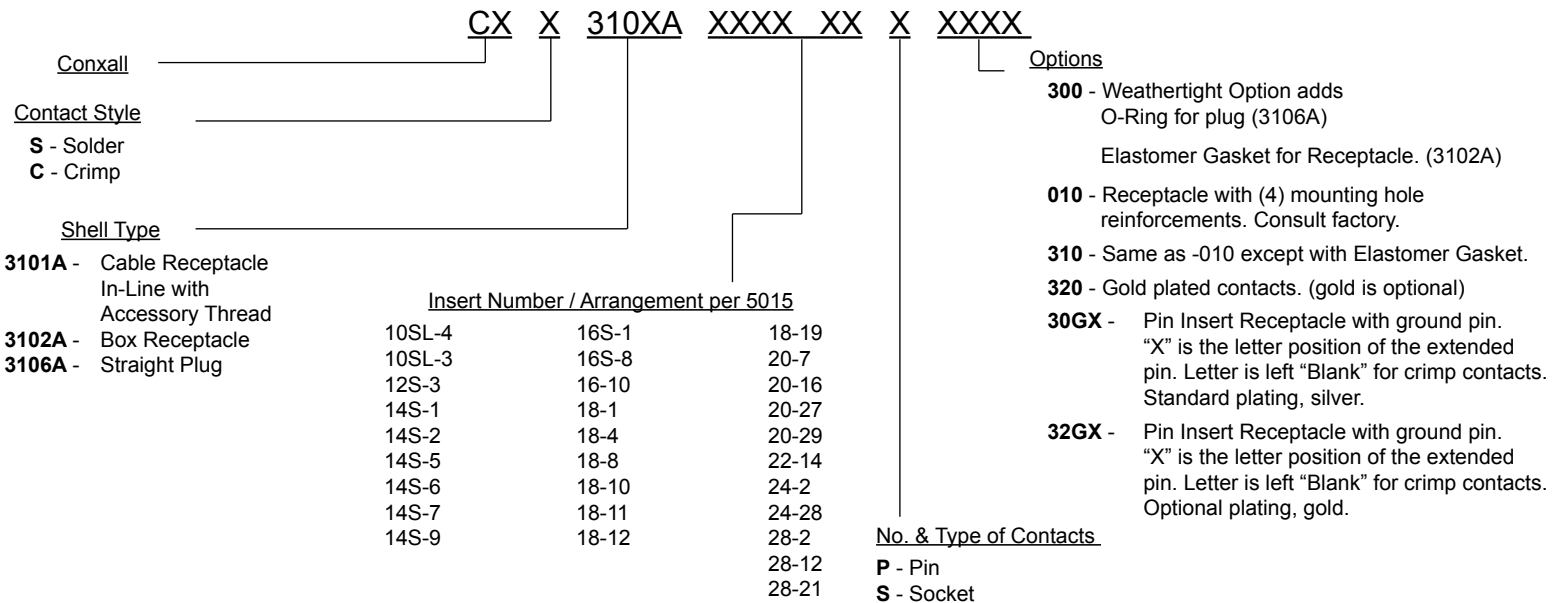 CX X 310XA XXXX XX X XXXX
Conxall
Contact Style
S - Solder
C - Crimp
Shell Type
3101A - Cable Receptacle
In-Line with
Accessory Thread
3102A - Box Receptacle
3106A - Straight Plug
Insert Number / Arrangement per 5015
10SL-4 16S-1 18-19
10SL-3 16S-8 20-7
12S-3 16-10 20-16
14S-1 18-1 20-27
14S-2 18-4 20-29
14S-5 18-8 22-14
14S-6 18-10 24-2
14S-7 18-11 24-28
14S-9 18-12 28-2
28-12
28-21
No. & Type of Contacts
P - Pin
S - Socket
Options
300 - Weathertight Option adds
O-Ring for plug (3106A)
Elastomer Gasket for Receptacle. (3102A)
010 - Receptacle with (4) mounting hole
reinforcements. Consult factory.
310 - Same as -010 except with Elastomer Gasket.
320 - Gold plated contacts. (gold is optional)
30GX - Pin Insert Receptacle with ground pin.
“X” is the letter position of the extended
pin. Letter is left “Blank” for crimp contacts.
Standard plating, silver.
32GX - Pin Insert Receptacle with ground pin.
“X” is the letter position of the extended
pin. Letter is left “Blank” for crimp contacts.
Optional plating, gold.